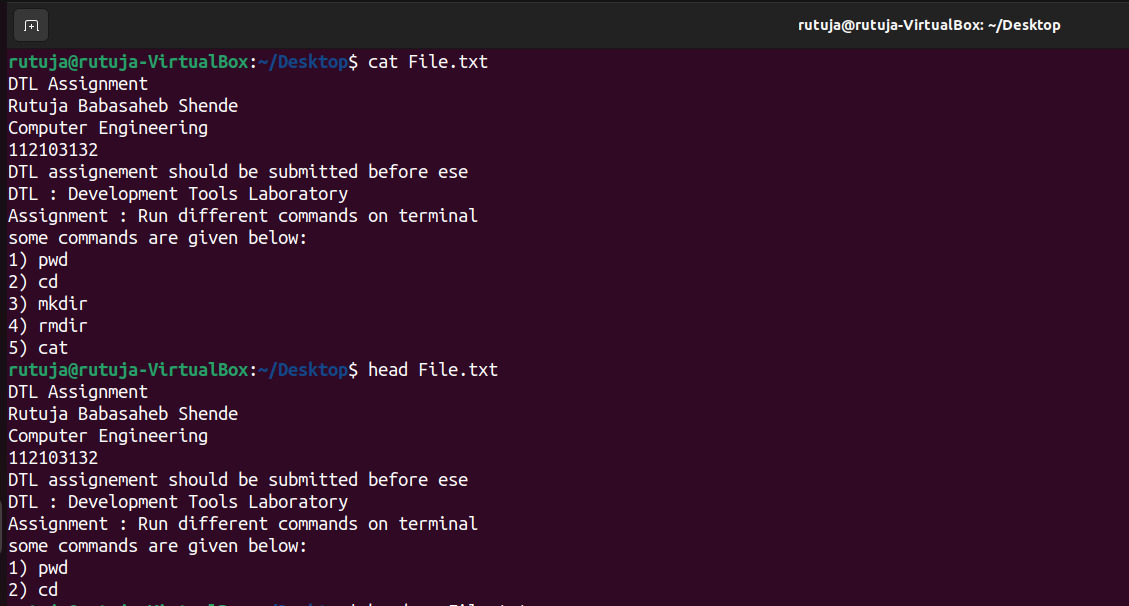 rutuja@rutuja-VirtualBox: ~/Desktop
rutuja@rutuja-VirtualBox:~/Desktop$ cat File.txt
DTL Assignment
Rutuja Babasaheb Shende
Computer Engineering
112103132
DTL assignement should be submitted before ese
DTL : Development Tools Laboratory
Assignment : Run different commands on terminal
some commands are given below:
1) pwd
2) cd
3) mkdir
4) rmdir
5) cat
rutuja@rutuja-VirtualBox:~/Desktop$ head File.txt
DTL Assignment
Rutuja Babasaheb Shende
Computer Engineering
112103132
DTL assignement should be submitted before ese
DTL : Development Tools Laboratory
Assignment : Run different commands on terminal
some commands are given below:
1) pwd
2) cd